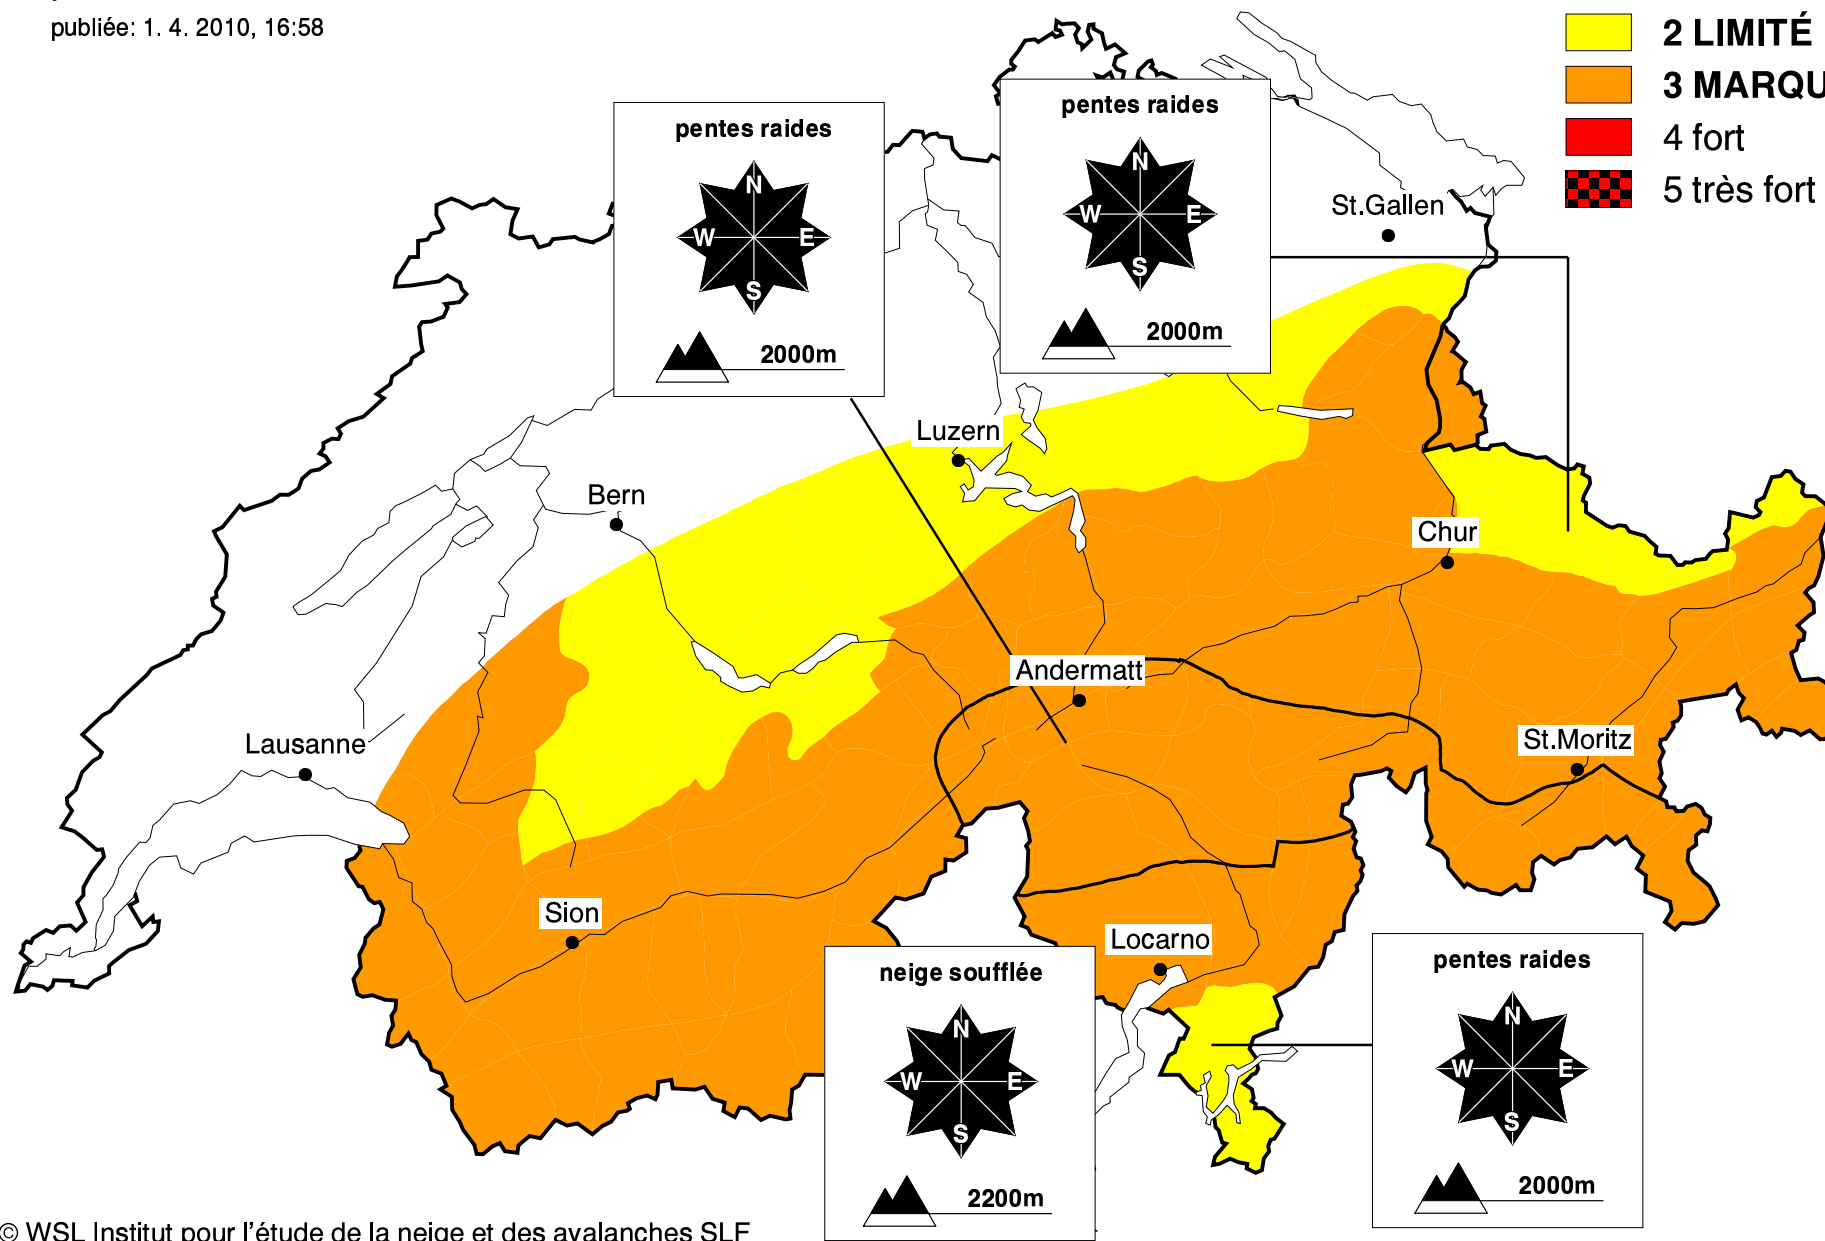 publiée: 1. 4. 2010, 16:58
2 LIMITÉ
3 MARQU
4 fort
5 très fort
pentes raides
N
W E
S
2000m
pentes raides
N
W E
S
2000m
St.Gallen
Luzern
Bern
Chur
Andermatt
Lausanne
St.Moritz
Sion
Locarno
neige soufflée
N
W E
S
2200m
pentes raides
N
W E
S
2000m
© WSL Institut pour l'étude de la neige et des avalanches SLF